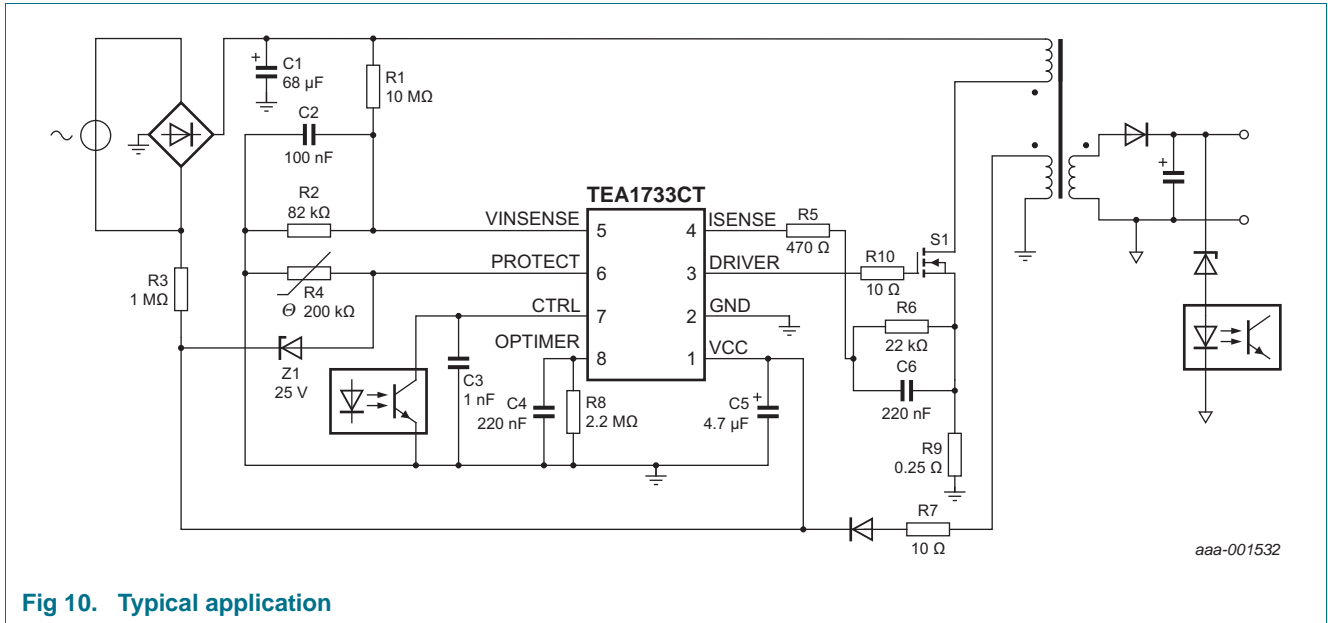 C1
68 µF
R1
10 MΩ
C2
100 nF
R2
82 kΩ
TEA1733CT
VINSENSE
5
4
ISENSE
R5
470 Ω
S1
PROTECT
6
3
DRIVER
R10
10 Ω
R3
1 MΩ
R4
Θ 200 kΩ
CTRL
7
2
GND
R6
22 kΩ
OPTIMER
8
1
VCC
Z1
25 V
C3
1 nF
C4
220 nF
R8
2.2 MΩ
C5
4.7 µF
C6
220 nF
R9
0.25 Ω
R7
10 Ω
aaa-001532
Fig 10. Typical application